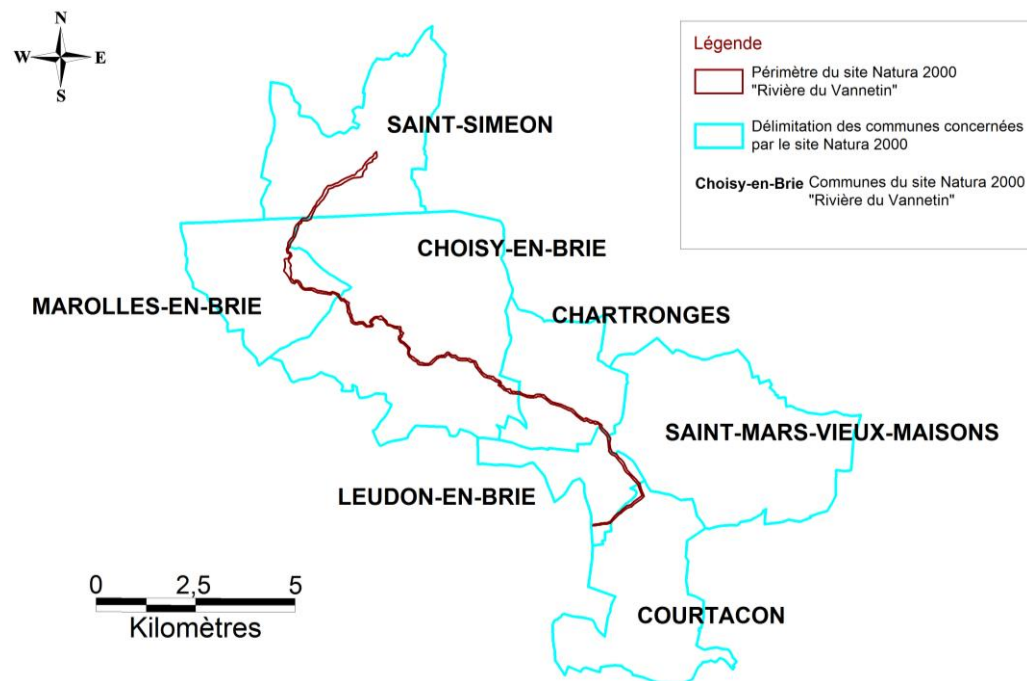 N
W E
S
Légende
Périmètre du site Natura 2000
"Rivière du Vannetin"
Délimitation des communes concernées
par le site Natura 2000
Choisy-en-Brie Communes du site Natura 2000
"Rivière du Vannetin"
SAINT-SIMEON
CHOISY-EN-BRIE
MAROLLES-EN-BRIE
CHARTRONGES
SAINT-MARS-VIEUX-MAISONS
LEUDON-EN-BRIE
COURTACON
0 2,5 5
Kilomètres